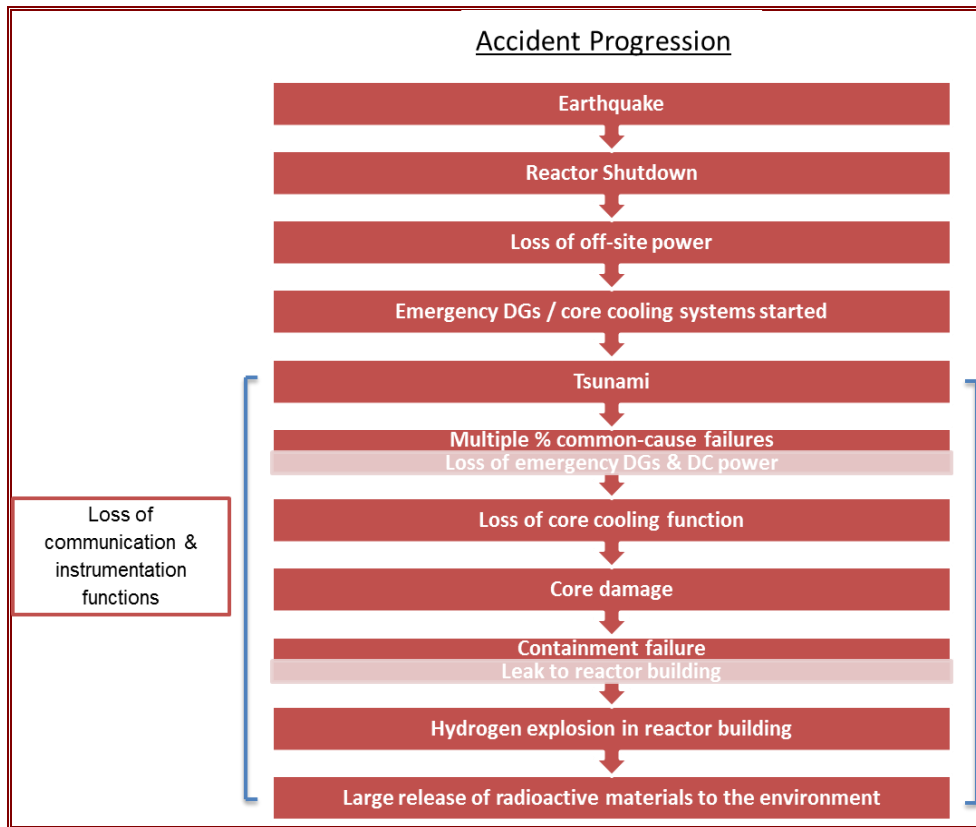 Accident Progression
Earthquake
Reactor Shutdown
Loss of off-site power
Emergency DGs / core cooling systems started
Tsunami
Multiple % common-cause failures
Loss of emergency DGs & DC power
Loss of core cooling function
Core damage
Containment failure
Leak to reactor building
Hydrogen explosion in reactor building
Large release of radioactive materials to the environment
Loss of
communication &
instrumentation
functions